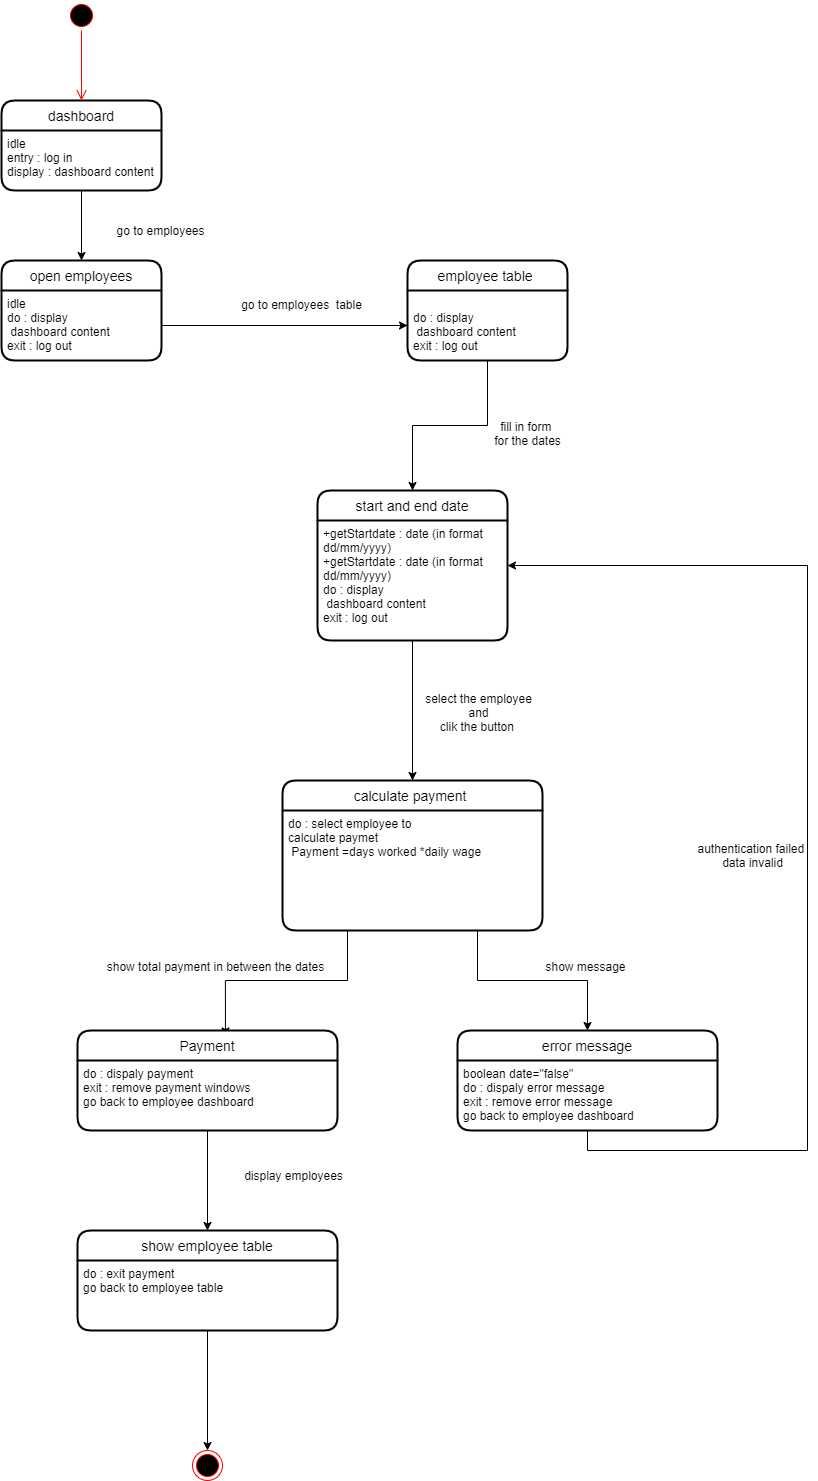 dashboard
idle
entry : log in
display : dashboard content
go to employees
open employees
idle
do : display
dashboard content
exit : log out
go to employees  table
employee table
do : display
dashboard content
exit : log out
fill in form
for the dates
start and end date
+getStartdate : date (in format
dd/mm/yyyy)
+getStartdate : date (in format
dd/mm/yyyy)
do : display
dashboard content
exit : log out
select the employee
and
clik the button
calculate payment
do : select employee to
calculate paymet
Payment =days worked *daily wage
authentication failed
data invalid
show total payment in between the dates
show message
Payment
do : dispaly payment
exit : remove payment windows
go back to employee dashboard
error message
boolean date="false"
do : dispaly error message
exit : remove error message
go back to employee dashboard
display employees
show employee table
do : exit payment
go back to employee table